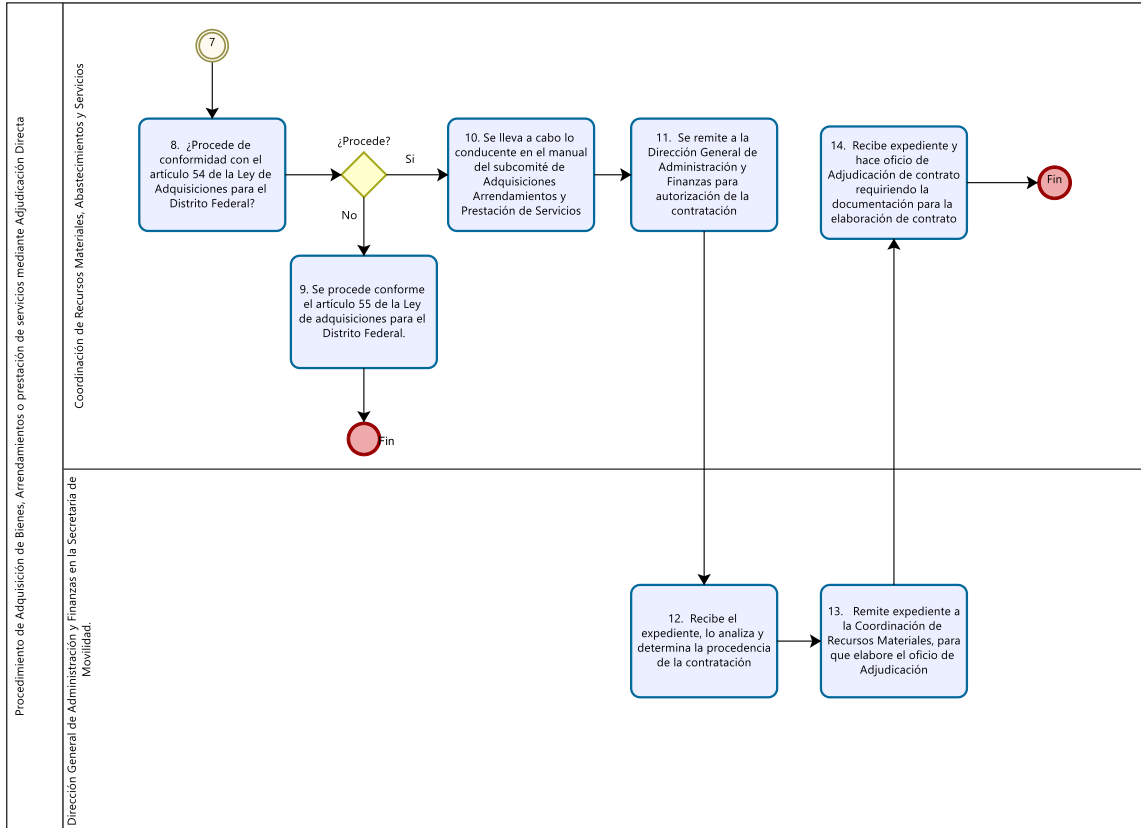 Procedimiento de Adquisición de Bienes, Arrendamientos o prestación de servicios mediante Adjudicación Directa
Coordinación de Recursos Materiales, Abastecimientos y Servicios
7
8. ¿Procede de
conformidad con el
artículo 54 de la Ley de
Adquisiciones para el
Distrito Federal?
¿Procede?
Si
No
9. Se procede conforme
el artículo 55 de la Ley
de adquisiciones para el
Distrito Federal.
Fin
10. Se lleva a cabo lo
conducente en el manual
del subcomité de
Adquisiciones
Arrendamientos y
Prestación de Servicios
11. Se remite a la
Dirección General de
Administración y
Finanzas para
autorización de la
contratación
14. Recibe expediente y
hace oficio de
Adjudicación de contrato
requiriendo la
documentación para la
elaboración de contrato
Fin
Dirección General de Administración y Finanzas en la Secretaría de
Movilidad.
12. Recibe el
expediente, lo analiza y
determina la procedencia
de la contratación
13. Remite expediente a
la Coordinación de
Recursos Materiales, para
que elabore el oficio de
Adjudicación